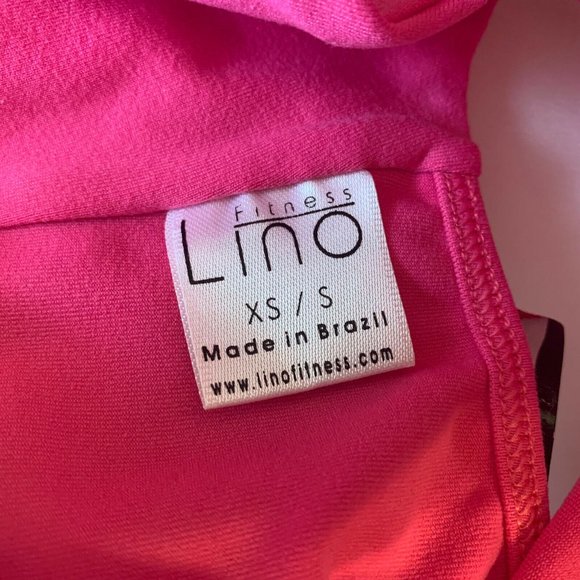 Fitness
Lino
XS / S
Made in Brazil
www.linofitness.com